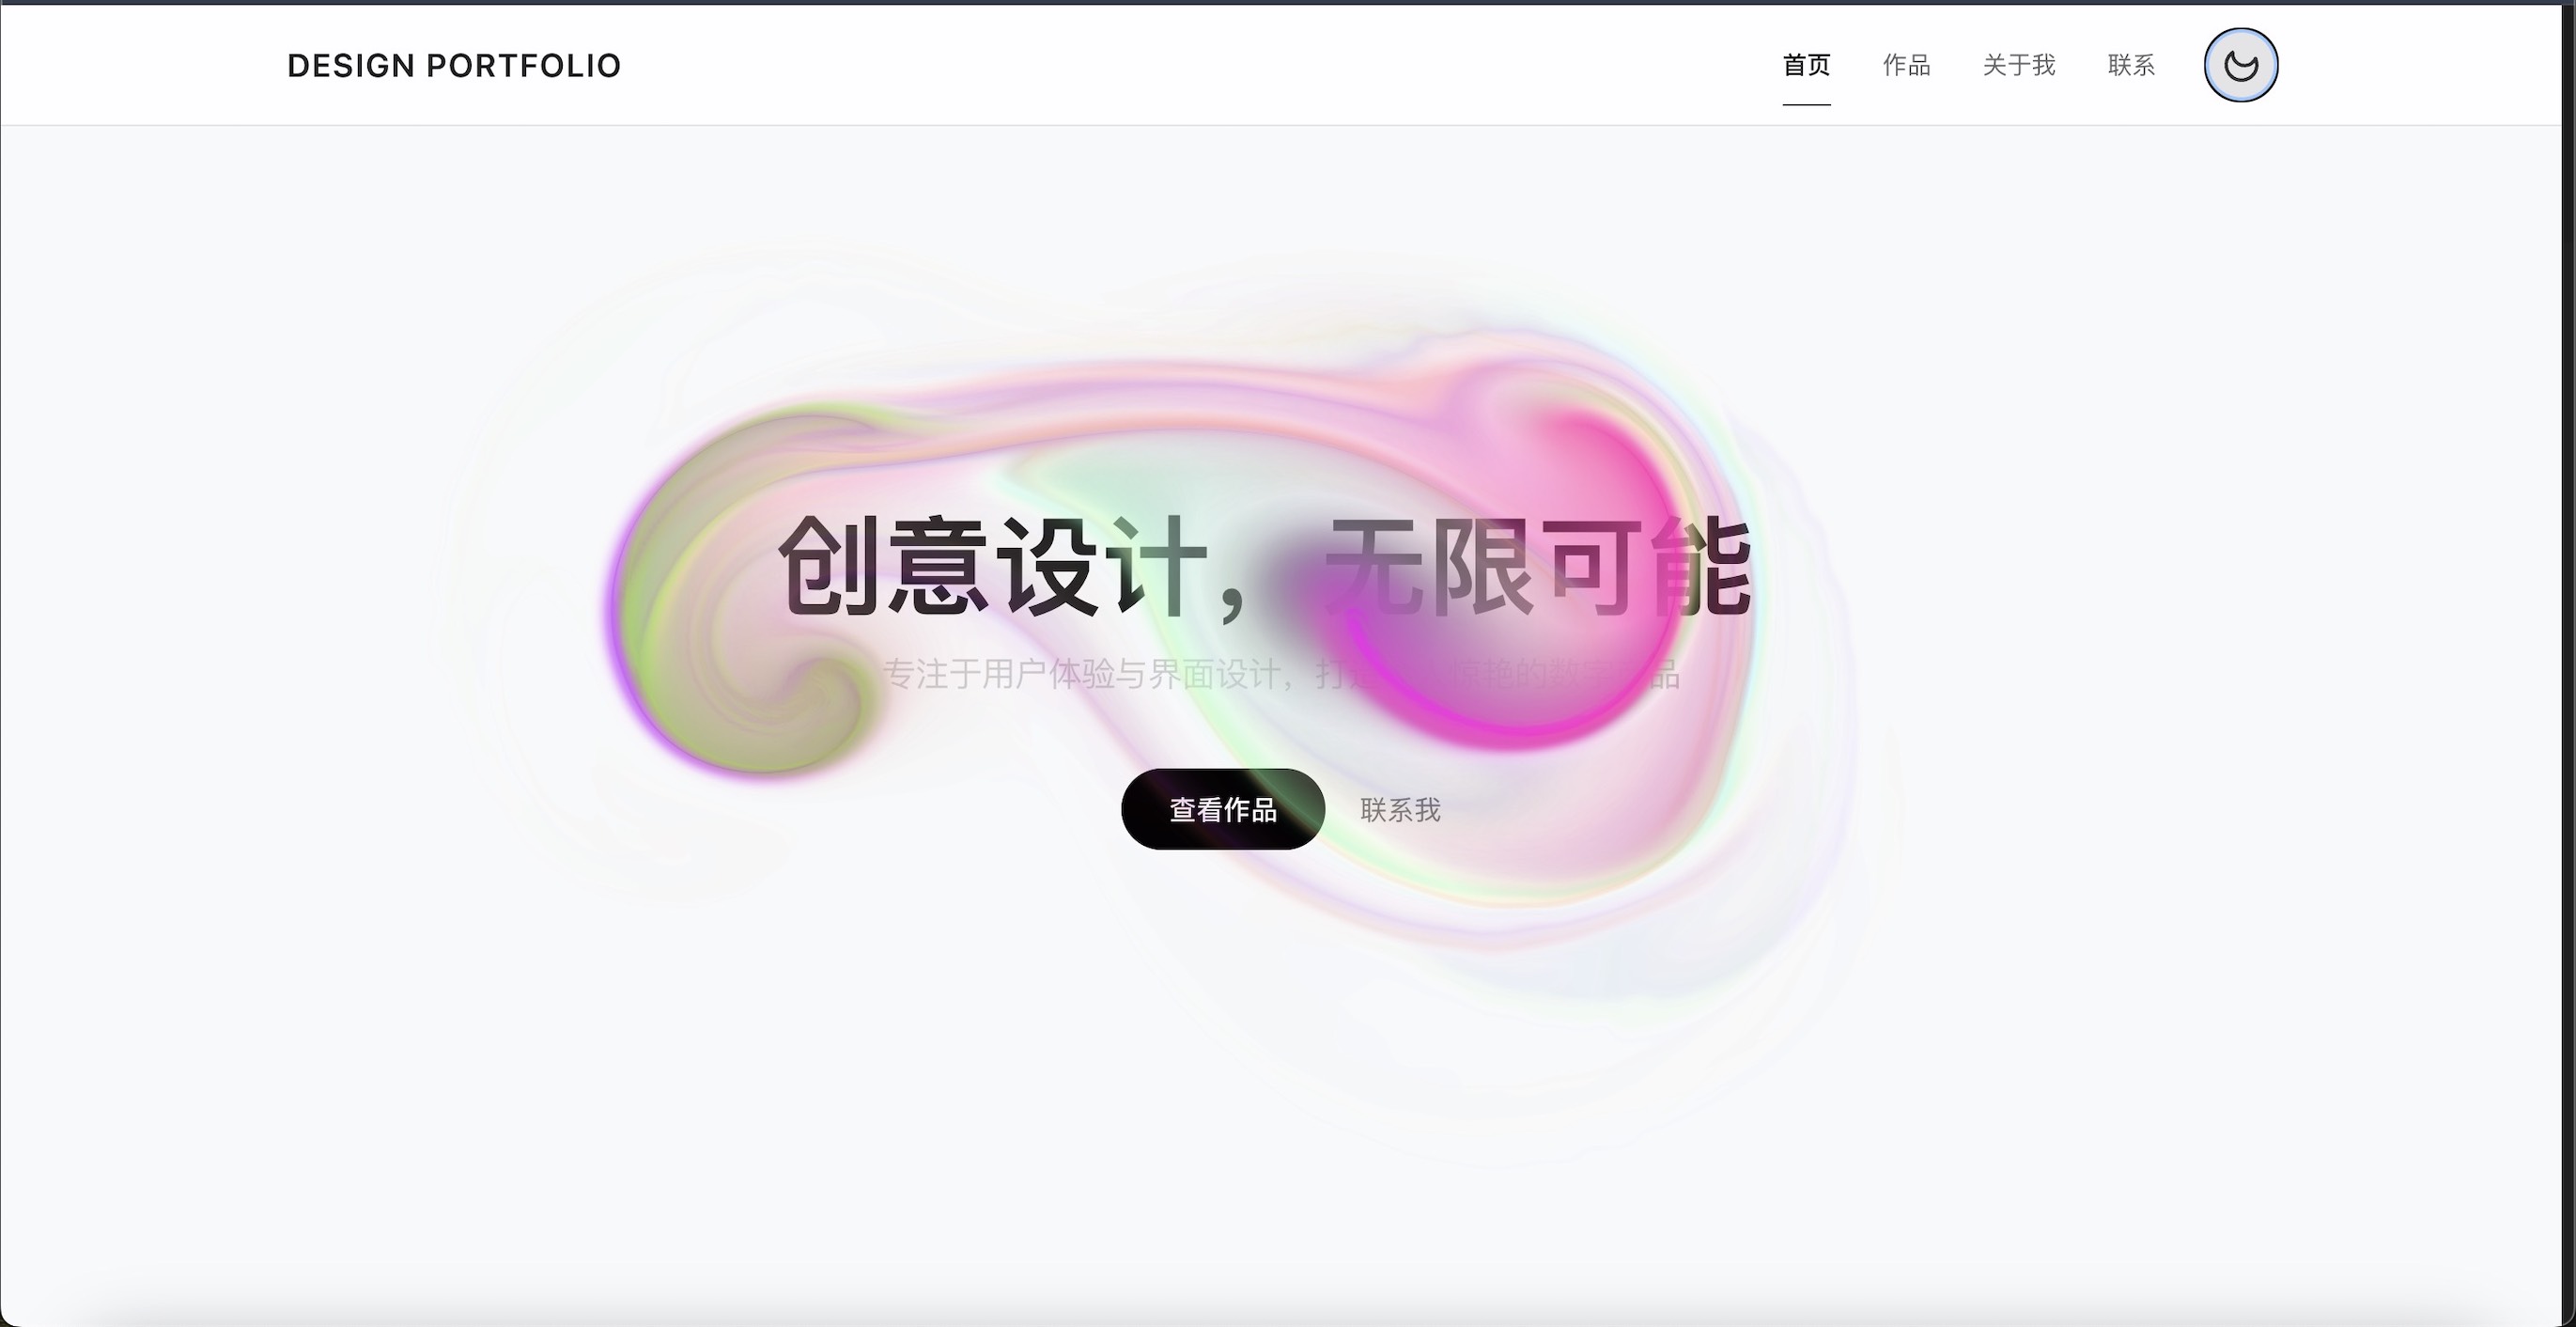 DESIGN PORTFOLIO
首页 作品 关于我 联系
创意设计，无限可能
专注于用户体验与界面设计，打造 惊艳的数字 品
查看作品 联系我